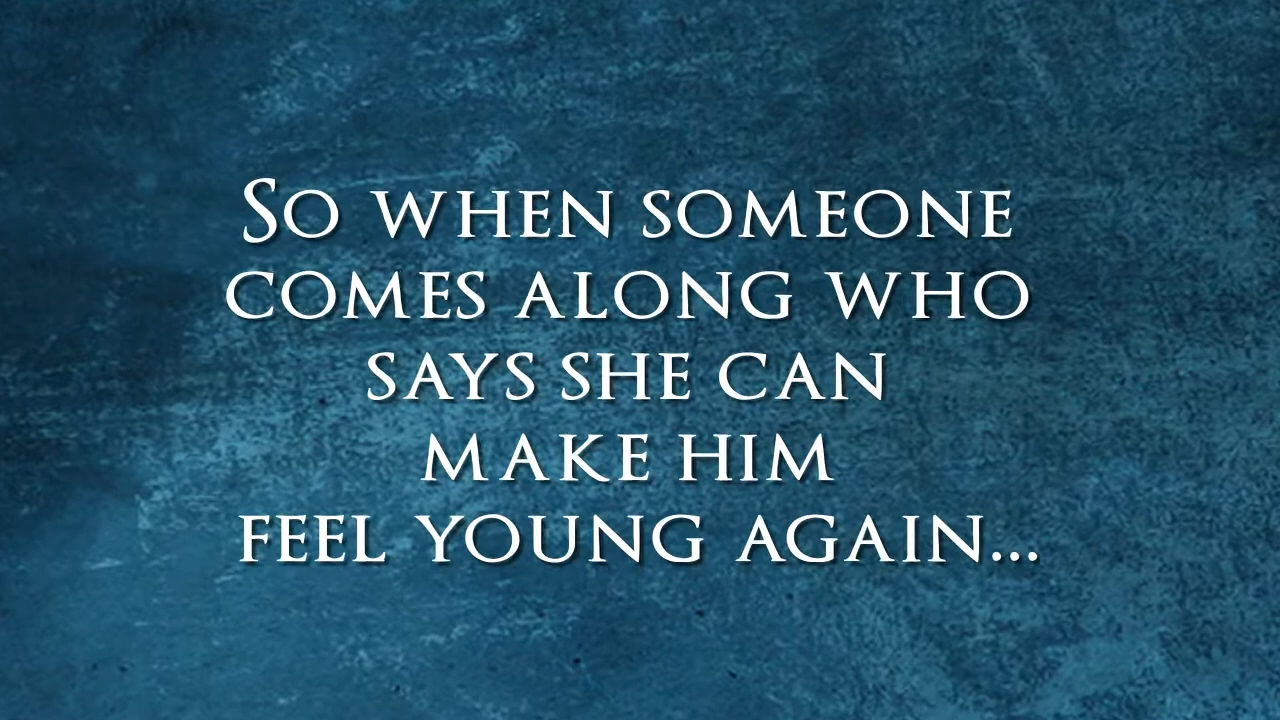 So when someone
comes along who
says she can
make him
feel young again...